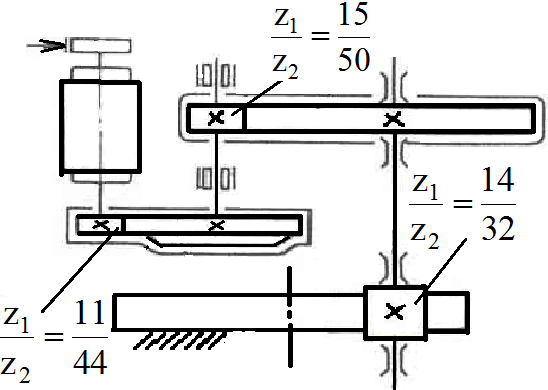 z₁/z₂ = 15/50
z₁/z₂ = 14/32
z₁/z₂ = 11/44